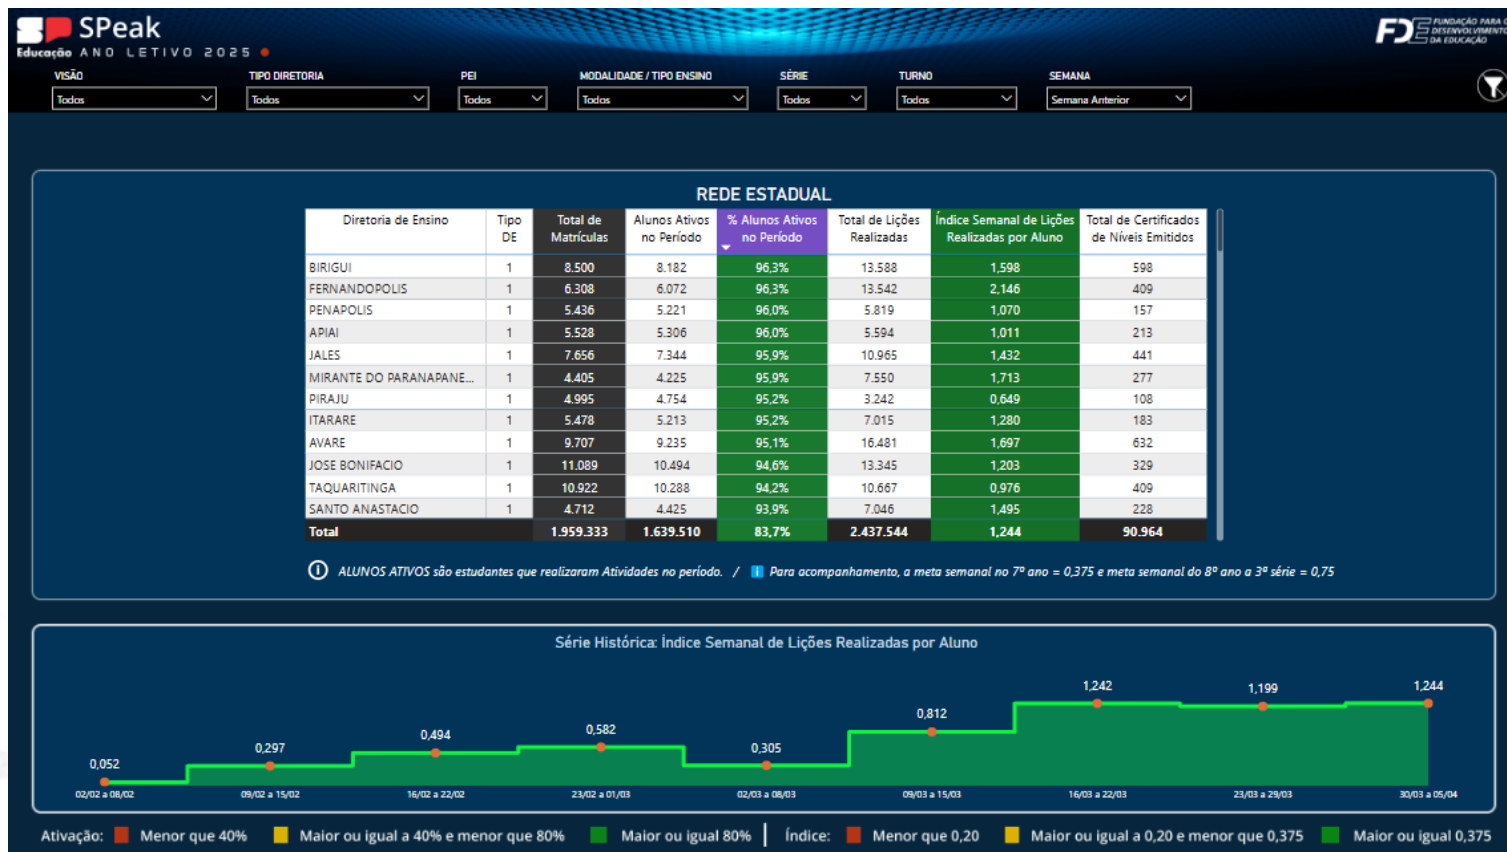 SPeak
Educação ANO LETIVO 2025
FDE FUNDAÇÃO PARA O
DESENVOLVIMENTO
DA EDUCAÇÃO
VISÃO TIPO DIRETORIA PEI MODALIDADE / TIPO ENSINO SÉRIE TURNO SEMANA
Todos Todos Todos Todos Todos Todos Semana Anterior
REDE ESTADUAL
Diretoria de Ensino Tipo Total de Alunos Ativos % Alunos Ativos Total de Lições Índice Semanal de Lições Total de Certificados
DE Matrículas no Período no Período Realizadas Realizadas por Aluno de Níveis Emitidos
BIRIGUI 1 8.500 8.182 96,3% 13.588 1,598 598
FERNANDOPOLIS 1 6.308 6.072 96,3% 13.542 2,146 409
PENAPOLIS 1 5.436 5.221 96,0% 5.819 1,070 157
APIAI 1 5.528 5.306 96,0% 5.594 1,011 213
JALES 1 7.656 7.344 95,9% 10.965 1,432 441
MIRANTE DO PARANAPANE... 1 4.405 4.225 95,9% 7.550 1,713 277
PIRAJU 1 4.995 4.754 95,2% 3.242 0,649 108
ITARARE 1 5.478 5.213 95,2% 7.015 1,280 183
AVARE 1 9.707 9.235 95,1% 16.481 1,697 632
JOSE BONIFACIO 1 11.089 10.494 94,6% 13.345 1,203 329
TAQUARITINGA 1 10.922 10.288 94,2% 10.667 0,976 409
SANTO ANASTACIO 1 4.712 4.425 93,9% 7.046 1,495 228
Total 1.959.333 1.639.510 83,7% 2.437.544 1,244 90.964
ALUNOS ATIVOS são estudantes que realizaram Atividades no período. / i Para acompanhamento, a meta semanal no 7º ano = 0,375 e meta semanal do 8º ano a 3ª série = 0,75
Série Histórica: Índice Semanal de Lições Realizadas por Aluno
0,052 0,297 0,494 0,582 0,305 0,812 1,242 1,199 1,244
02/02 a 08/02 09/02 a 15/02 16/02 a 22/02 23/02 a 01/03 02/03 a 08/03 09/03 a 15/03 16/03 a 22/03 23/03 a 29/03 30/03 a 05/04
Ativação: Menor que 40% Maior ou igual a 40% e menor que 80% Maior ou igual 80% | Índice: Menor que 0,20 Maior ou igual a 0,20 e menor que 0,375 Maior ou igual 0,375